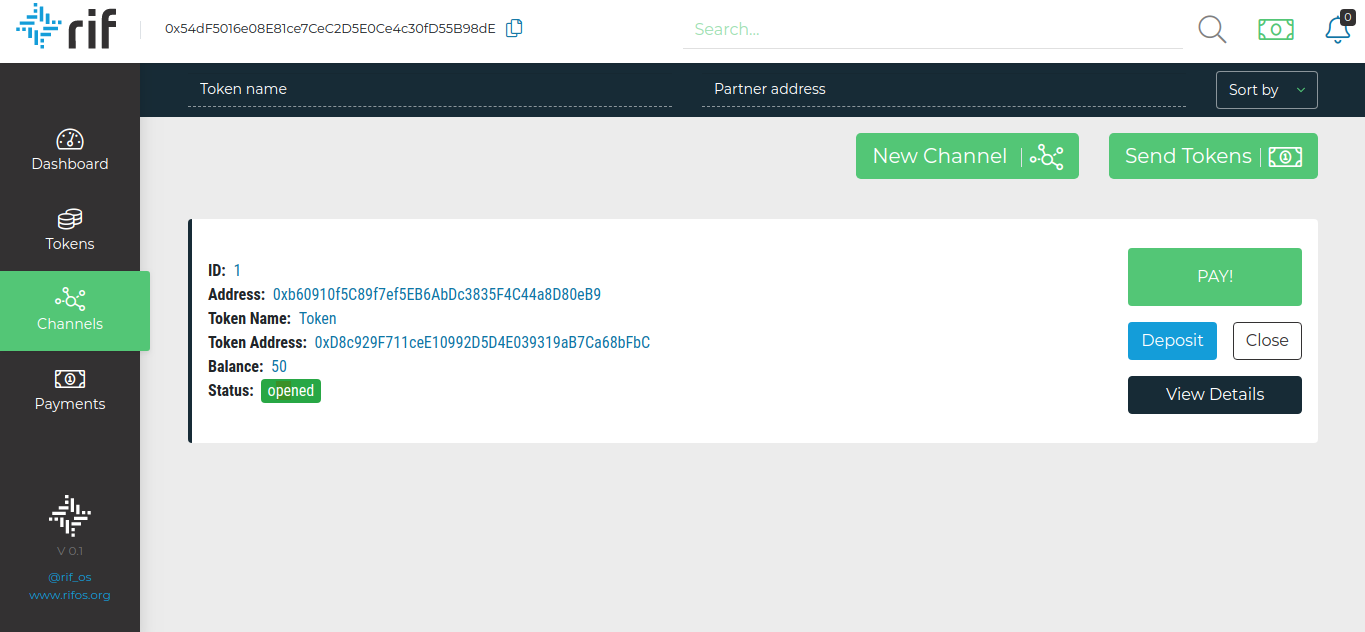 rif
0x54dF5016e08E81ce7CeC2D5E0Ce4c30fD55B98dE
Search...
0
Token name
Partner address
Sort by
Dashboard
Tokens
Channels
Payments
New Channel
Send Tokens
ID: 1
Address: 0xb60910f5C89f7ef5EB6AbDc3835F4C44a8D80eB9
Token Name: Token
Token Address: 0xD8c929F711ceE10992D5D4E039319aB7Ca68bFbC
Balance: 50
Status: opened
PAY!
Deposit
Close
View Details
V 0.1
@rif_os
www.rifos.org